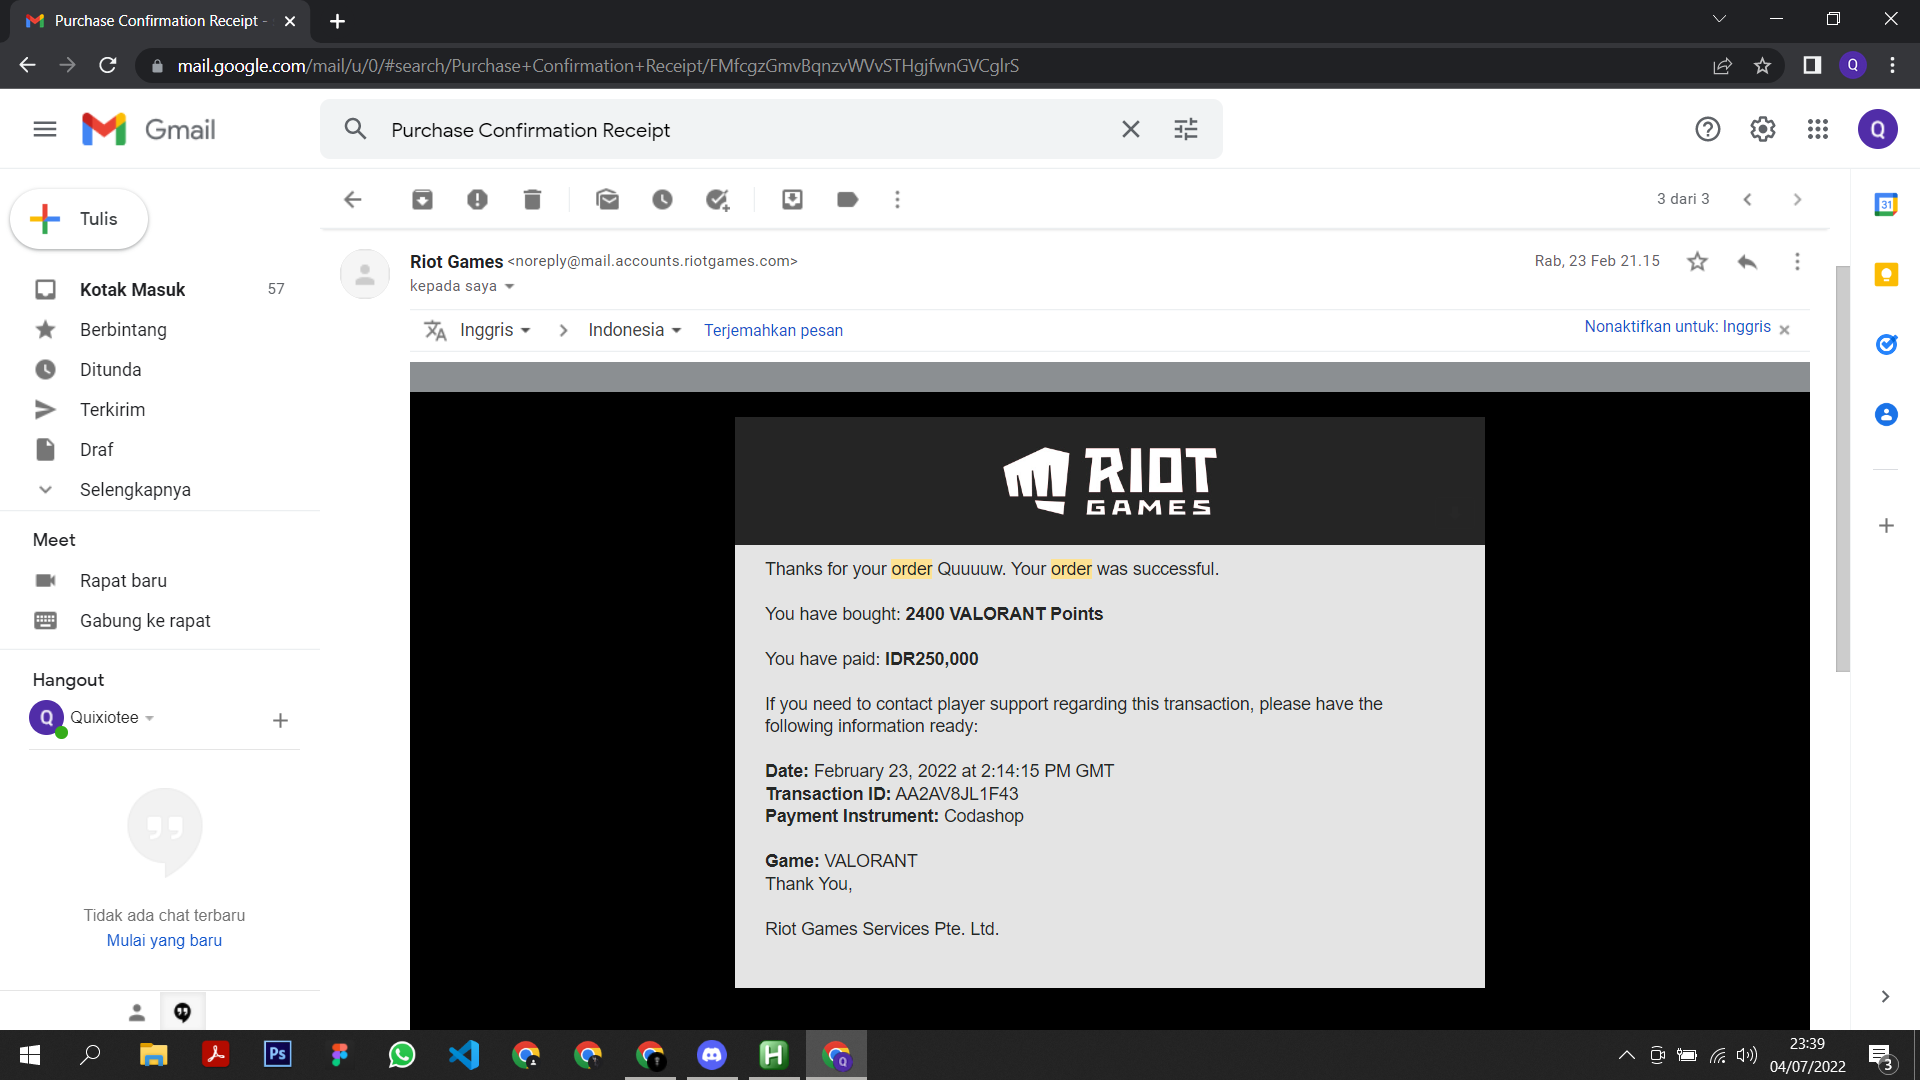 Purchase Confirmation Receipt -
mail.google.com/mail/u/0/#search/Purchase+Confirmation+Receipt/FMfcgzGmvBqnzvWVvSTHgjfwnGVCglrS
Q
Gmail
Purchase Confirmation Receipt
Q
Tulis
3 dari 3
31
Riot Games <noreply@mail.accounts.riotgames.com>
Rab, 23 Feb 21.15
kepada saya
Kotak Masuk 57
Berbintang
Ditunda
Terkirim
Draf
Selengkapnya
Inggris
Indonesia
Terjemahkan pesan
Nonaktifkan untuk: Inggris
Meet
Rapat baru
Gabung ke rapat
Hangout
Q Quixiotee
Tidak ada chat terbaru
Mulai yang baru
RIOT
GAMES
Thanks for your order Quuuuw. Your order was successful.
You have bought: 2400 VALORANT Points
You have paid: IDR250,000
If you need to contact player support regarding this transaction, please have the
following information ready:
Date: February 23, 2022 at 2:14:15 PM GMT
Transaction ID: AA2AV8JL1F43
Payment Instrument: Codashop
Game: VALORANT
Thank You,
Riot Games Services Pte. Ltd.
Ps
H
Q
23:39
04/07/2022
3